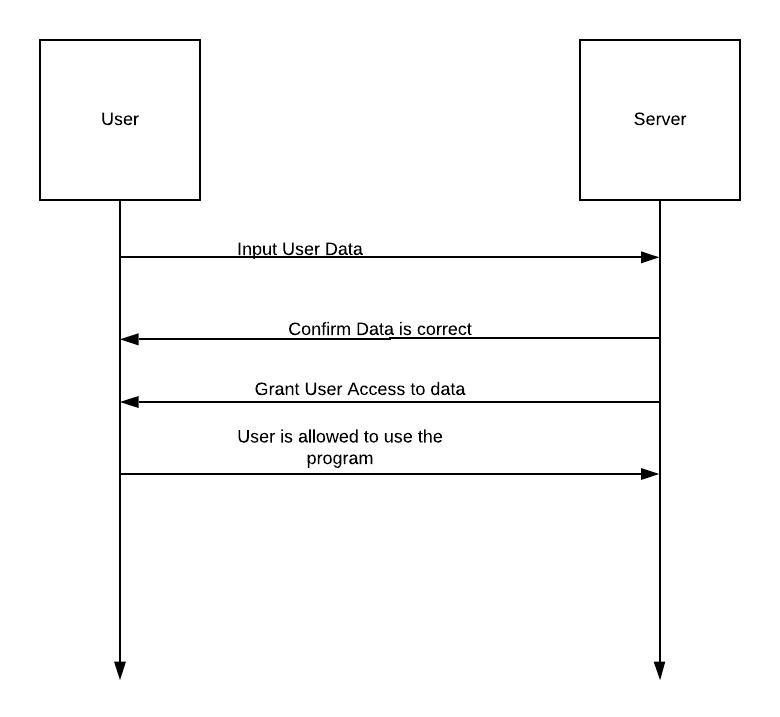 User
Server
Input User Data
Confirm Data is correct
Grant User Access to data
User is allowed to use the
program